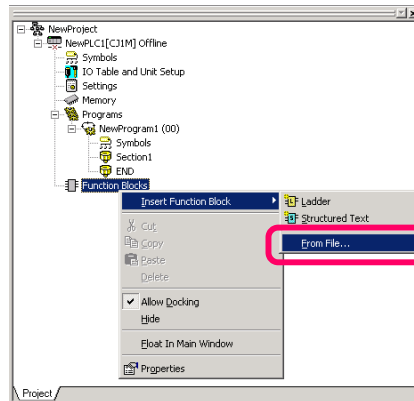 NewProject
NewPLC1[CJ1M] Offline
Symbols
IO Table and Unit Setup
Settings
Memory
Programs
NewProgram1 (00)
Symbols
Section1
END
Function Blocks
Insert Function Block
Ladder
Structured Text
From File...
Cut
Copy
Paste
Delete
Allow Docking
Hide
Float In Main Window
Properties
Project